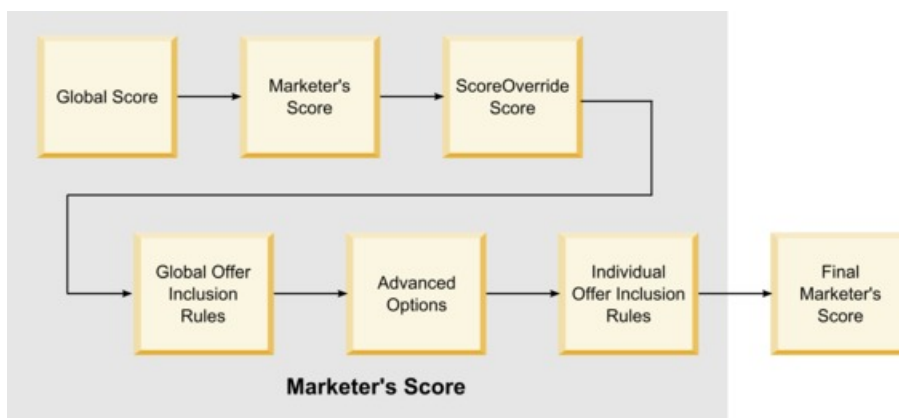 Global Score
Marketer's
Score
ScoreOverride
Score
Global Offer
Inclusion
Rules
Advanced
Options
Individual
Offer Inclusion
Rules
Final
Marketer's
Score
Marketer's Score